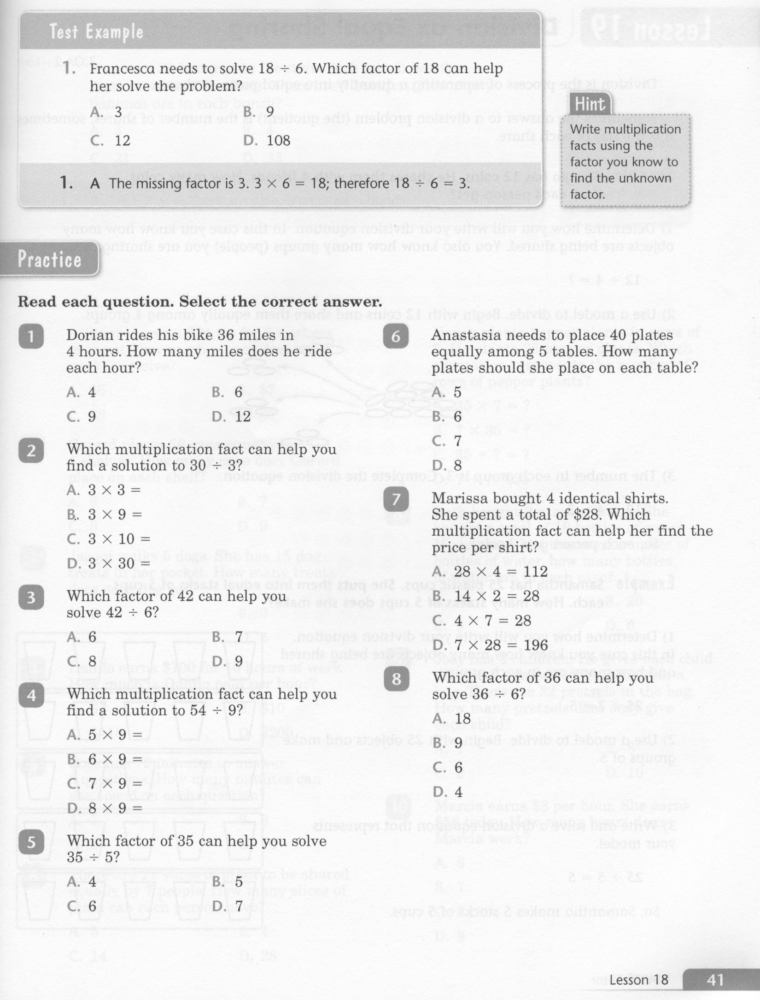 Test Example
1. Francesca needs to solve 18 ÷ 6. Which factor of 18 can help
her solve the problem?
A. 3 B. 9
C. 12 D. 108
1. A The missing factor is 3. 3 × 6 = 18; therefore 18 ÷ 6 = 3.
Hint
Write multiplication
facts using the
factor you know to
find the unknown
factor.
Practice
Read each question. Select the correct answer.
1 Dorian rides his bike 36 miles in
4 hours. How many miles does he ride
each hour?
A. 4 B. 6
C. 9 D. 12
2 Which multiplication fact can help you
find a solution to 30 ÷ 3?
A. 3 × 3 =
B. 3 × 9 =
C. 3 × 10 =
D. 3 × 30 =
3 Which factor of 42 can help you
solve 42 ÷ 6?
A. 6 B. 7
C. 8 D. 9
4 Which multiplication fact can help you
find a solution to 54 ÷ 9?
A. 5 × 9 =
B. 6 × 9 =
C. 7 × 9 =
D. 8 × 9 =
5 Which factor of 35 can help you solve
35 ÷ 5?
A. 4 B. 5
C. 6 D. 7
6 Anastasia needs to place 40 plates
equally among 5 tables. How many
plates should she place on each table?
A. 5
B. 6
C. 7
D. 8
7 Marissa bought 4 identical shirts.
She spent a total of $28. Which
multiplication fact can help her find the
price per shirt?
A. 28 × 4 = 112
B. 14 × 2 = 28
C. 4 × 7 = 28
D. 7 × 28 = 196
8 Which factor of 36 can help you
solve 36 ÷ 6?
A. 18
B. 9
C. 6
D. 4
Lesson 18 41